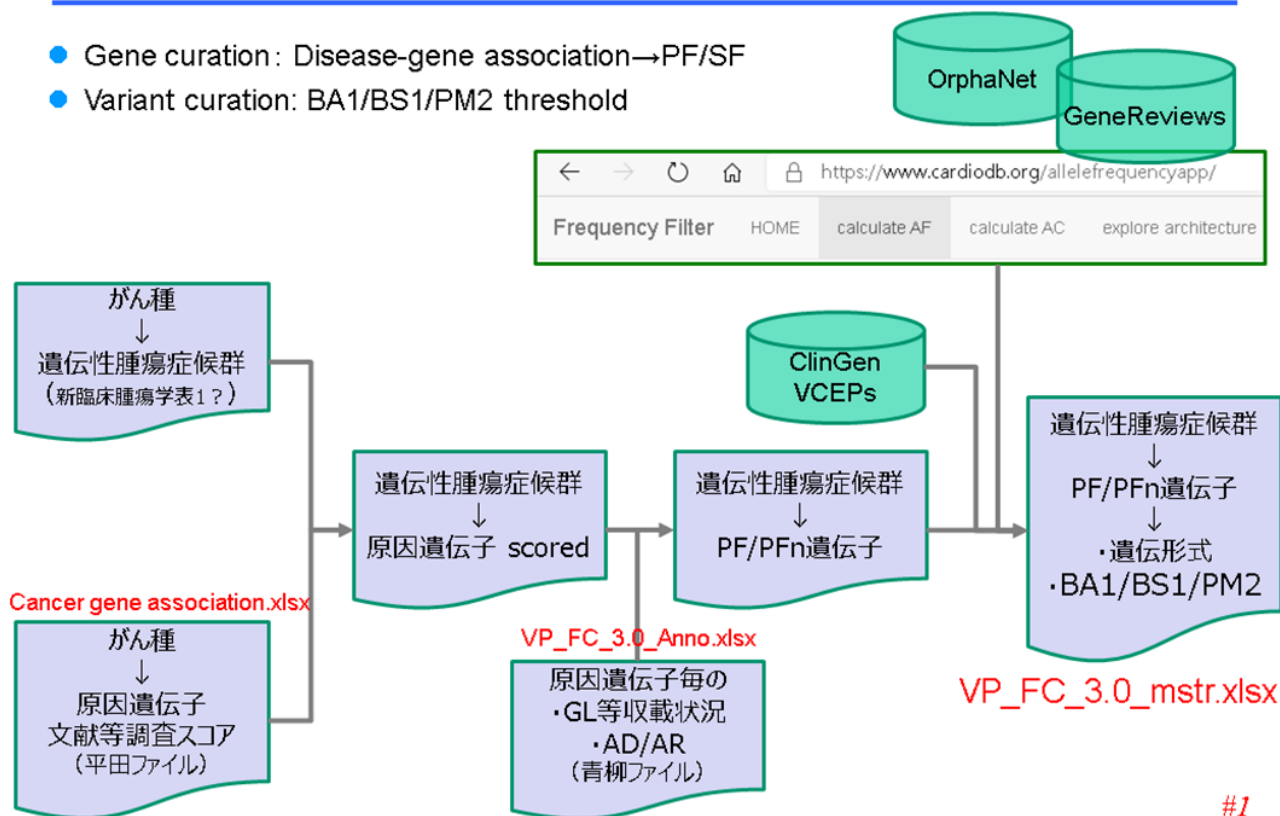 Gene curation: Disease-gene association→PF/SF
Variant curation: BA1/BS1/PM2 threshold
OrphaNet
GeneReviews
https://www.cardiodb.org/allelefrequencyapp/
Frequency Filter HOME calculate AF calculate AC explore architecture
がん種
↓
遺伝性腫瘍症候群
(新臨床腫瘍学表1?)
ClinGen
VCEPs
遺伝性腫瘍症候群
↓
原因遺伝子 scored
遺伝性腫瘍症候群
↓
PF/PFn遺伝子
遺伝性腫瘍症候群
↓
PF/PFn遺伝子
↓
・遺伝形式
・BA1/BS1/PM2
Cancer gene association.xlsx
がん種
↓
原因遺伝子
文献等調査スコア
(平田ファイル)
VP_FC_3.0_Anno.xlsx
原因遺伝子毎の
・GL等収載状況
・AD/AR
(青柳ファイル)
VP_FC_3.0_mstr.xlsx
#1